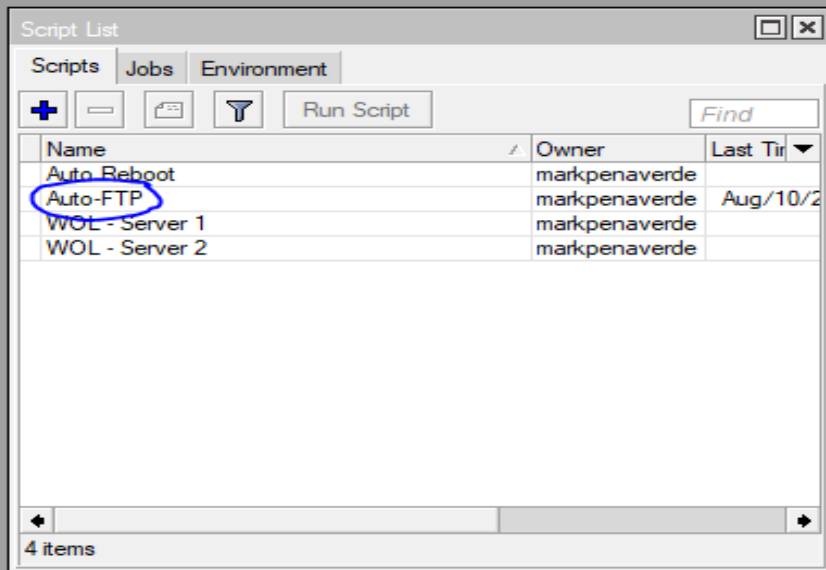 Script List
Scripts Jobs Environment
Run Script Find
Name Owner Last Tir
Auto Reboot markpenaverde
Auto-FTP markpenaverde Aug/10/2
WOL - Server 1 markpenaverde
WOL - Server 2 markpenaverde
4 items